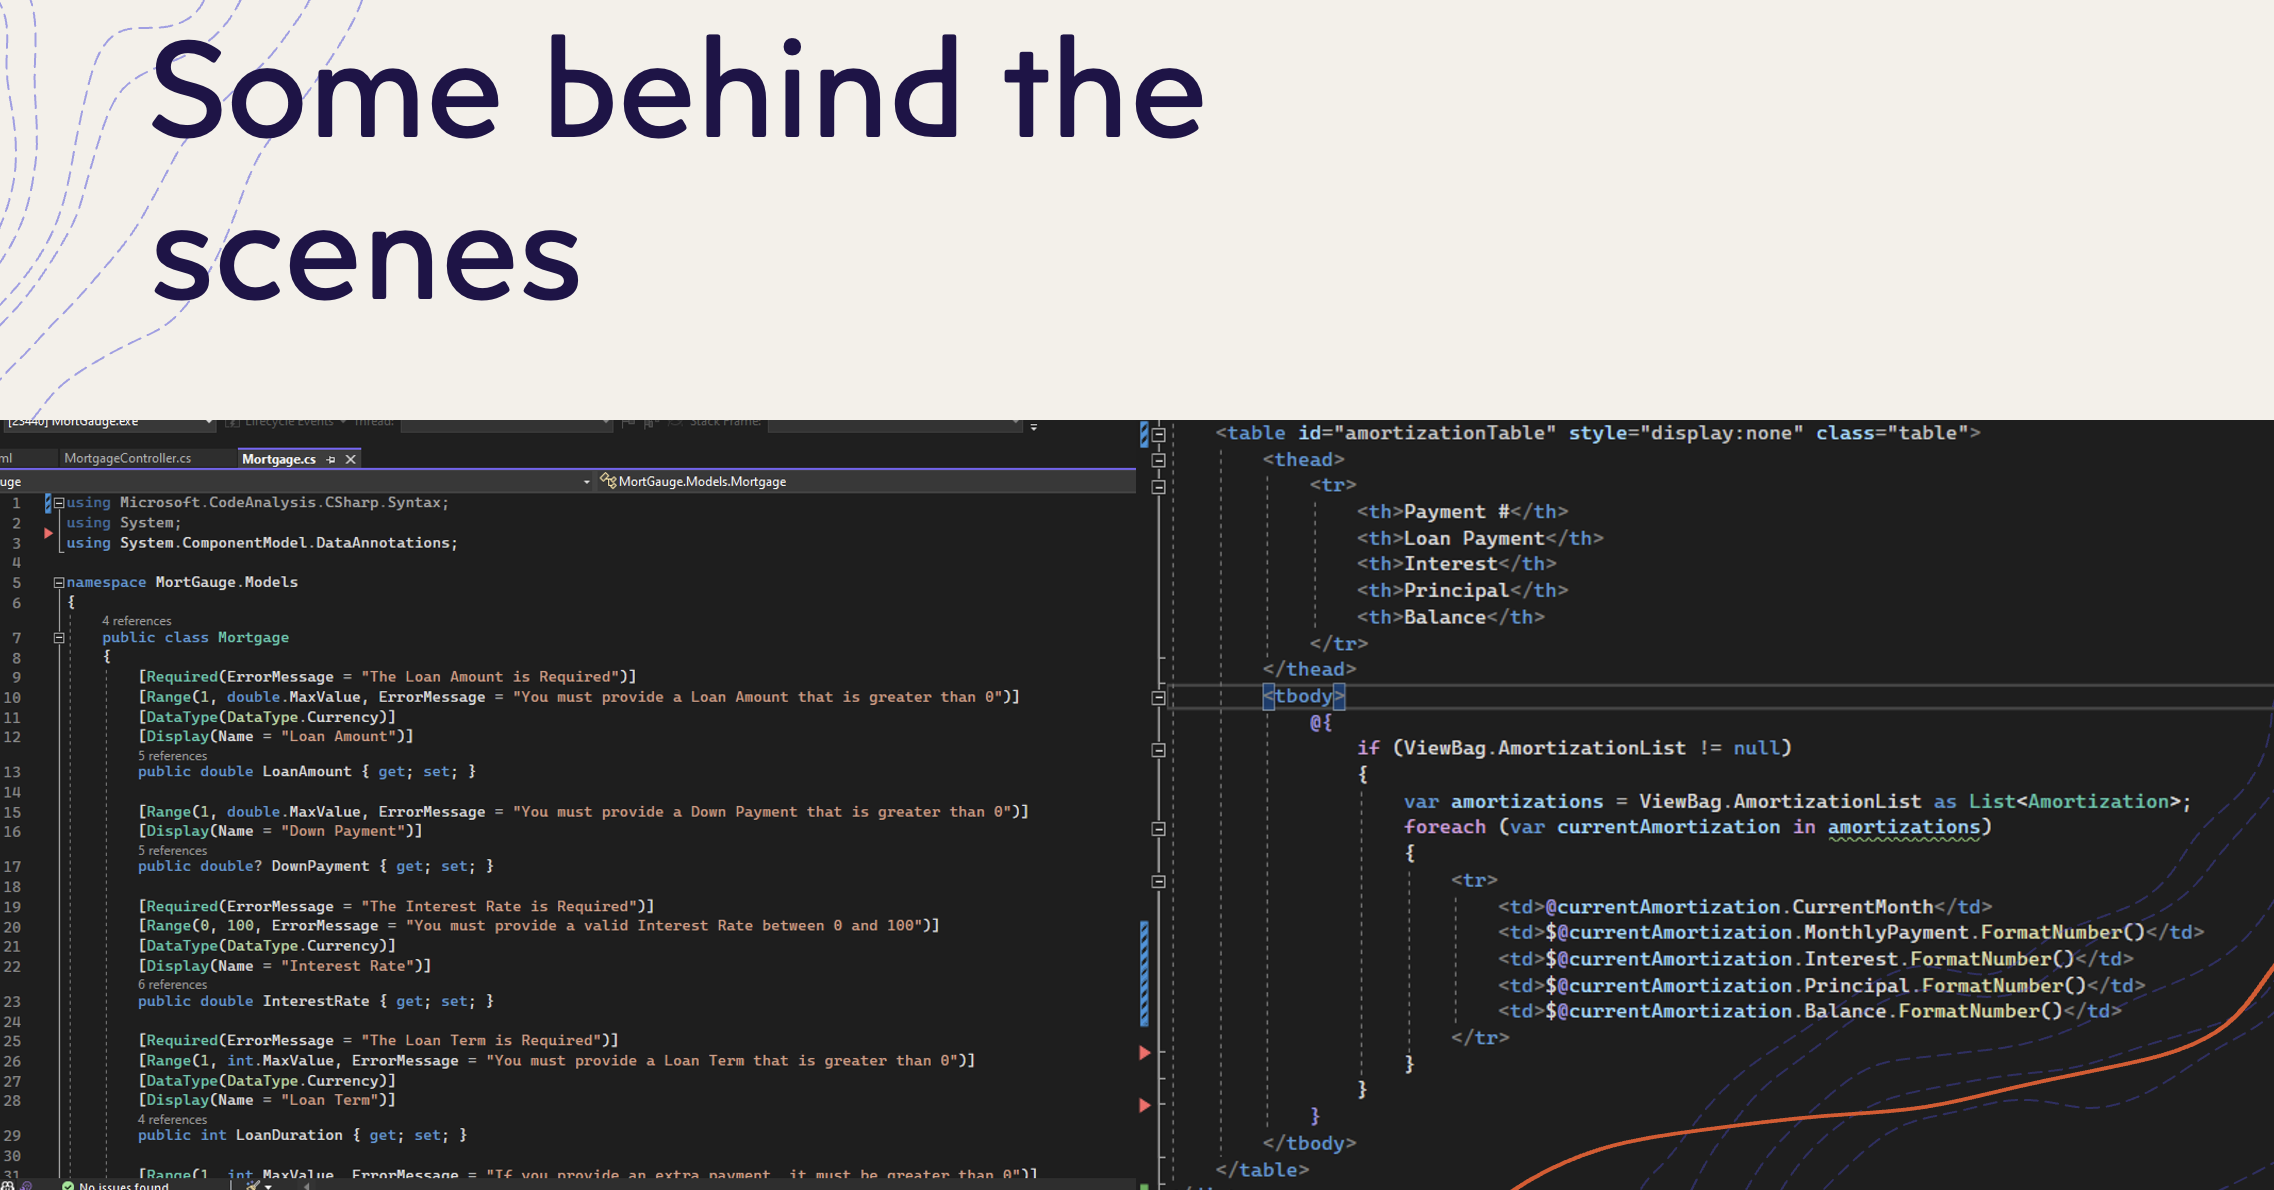 Some behind the
scenes
[23440] MortGauge.exe Lifecycle Events Thread: Stack Frame:
ml MortgageController.cs Mortgage.cs
uge MortGauge.Models.Mortgage
1 using Microsoft.CodeAnalysis.CSharp.Syntax;
2 using System;
3 using System.ComponentModel.DataAnnotations;
4
5 namespace MortGauge.Models
6 {
4 references
7 public class Mortgage
8 {
9 [Required(ErrorMessage = "The Loan Amount is Required")]
10 [Range(1, double.MaxValue, ErrorMessage = "You must provide a Loan Amount that is greater than 0")]
11 [DataType(DataType.Currency)]
12 [Display(Name = "Loan Amount")]
5 references
13 public double LoanAmount { get; set; }
14
15 [Range(1, double.MaxValue, ErrorMessage = "You must provide a Down Payment that is greater than 0")]
16 [Display(Name = "Down Payment")]
5 references
17 public double? DownPayment { get; set; }
18
19 [Required(ErrorMessage = "The Interest Rate is Required")]
20 [Range(0, 100, ErrorMessage = "You must provide a valid Interest Rate between 0 and 100")]
21 [DataType(DataType.Currency)]
22 [Display(Name = "Interest Rate")]
6 references
23 public double InterestRate { get; set; }
24
25 [Required(ErrorMessage = "The Loan Term is Required")]
26 [Range(1, int.MaxValue, ErrorMessage = "You must provide a Loan Term that is greater than 0")]
27 [DataType(DataType.Currency)]
28 [Display(Name = "Loan Term")]
4 references
29 public int LoanDuration { get; set; }
30
31 [Range(1, int.MaxValue, ErrorMessage = "If you provide an extra payment, it must be greater than 0")]
No issues found
<table id="amortizationTable" style="display:none" class="table">
<thead>
<tr>
<th>Payment #</th>
<th>Loan Payment</th>
<th>Interest</th>
<th>Principal</th>
<th>Balance</th>
</tr>
</thead>
<tbody>
@{
if (ViewBag.AmortizationList != null)
{
var amortizations = ViewBag.AmortizationList as List<Amortization>;
foreach (var currentAmortization in amortizations)
{
<tr>
<td>@currentAmortization.CurrentMonth</td>
<td>$@currentAmortization.MonthlyPayment.FormatNumber()</td>
<td>$@currentAmortization.Interest.FormatNumber()</td>
<td>$@currentAmortization.Principal.FormatNumber()</td>
<td>$@currentAmortization.Balance.FormatNumber()</td>
</tr>
}
}
}
</tbody>
</table>